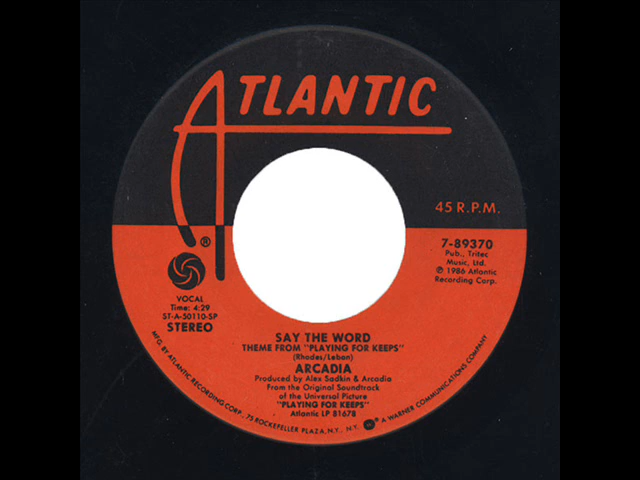 ATLANTIC
®
45 R.P.M.
7-89370
Pub., Tritec
Music, Ltd.
℗ 1986 Atlantic
Recording Corp.
VOCAL
Time: 4:29
ST-A-50110-SP
STEREO
SAY THE WORD
THEME FROM "PLAYING FOR KEEPS"
(Rhodes/Lebon)
ARCADIA
Produced by Alex Sadkin & Arcadia
From the Original Soundtrack
of the Universal Picture
"PLAYING FOR KEEPS"
Atlantic LP 81678
MFG. BY ATLANTIC RECORDING CORP., 75 ROCKEFELLER PLAZA, N.Y., N.Y. A WARNER COMMUNICATIONS COMPANY